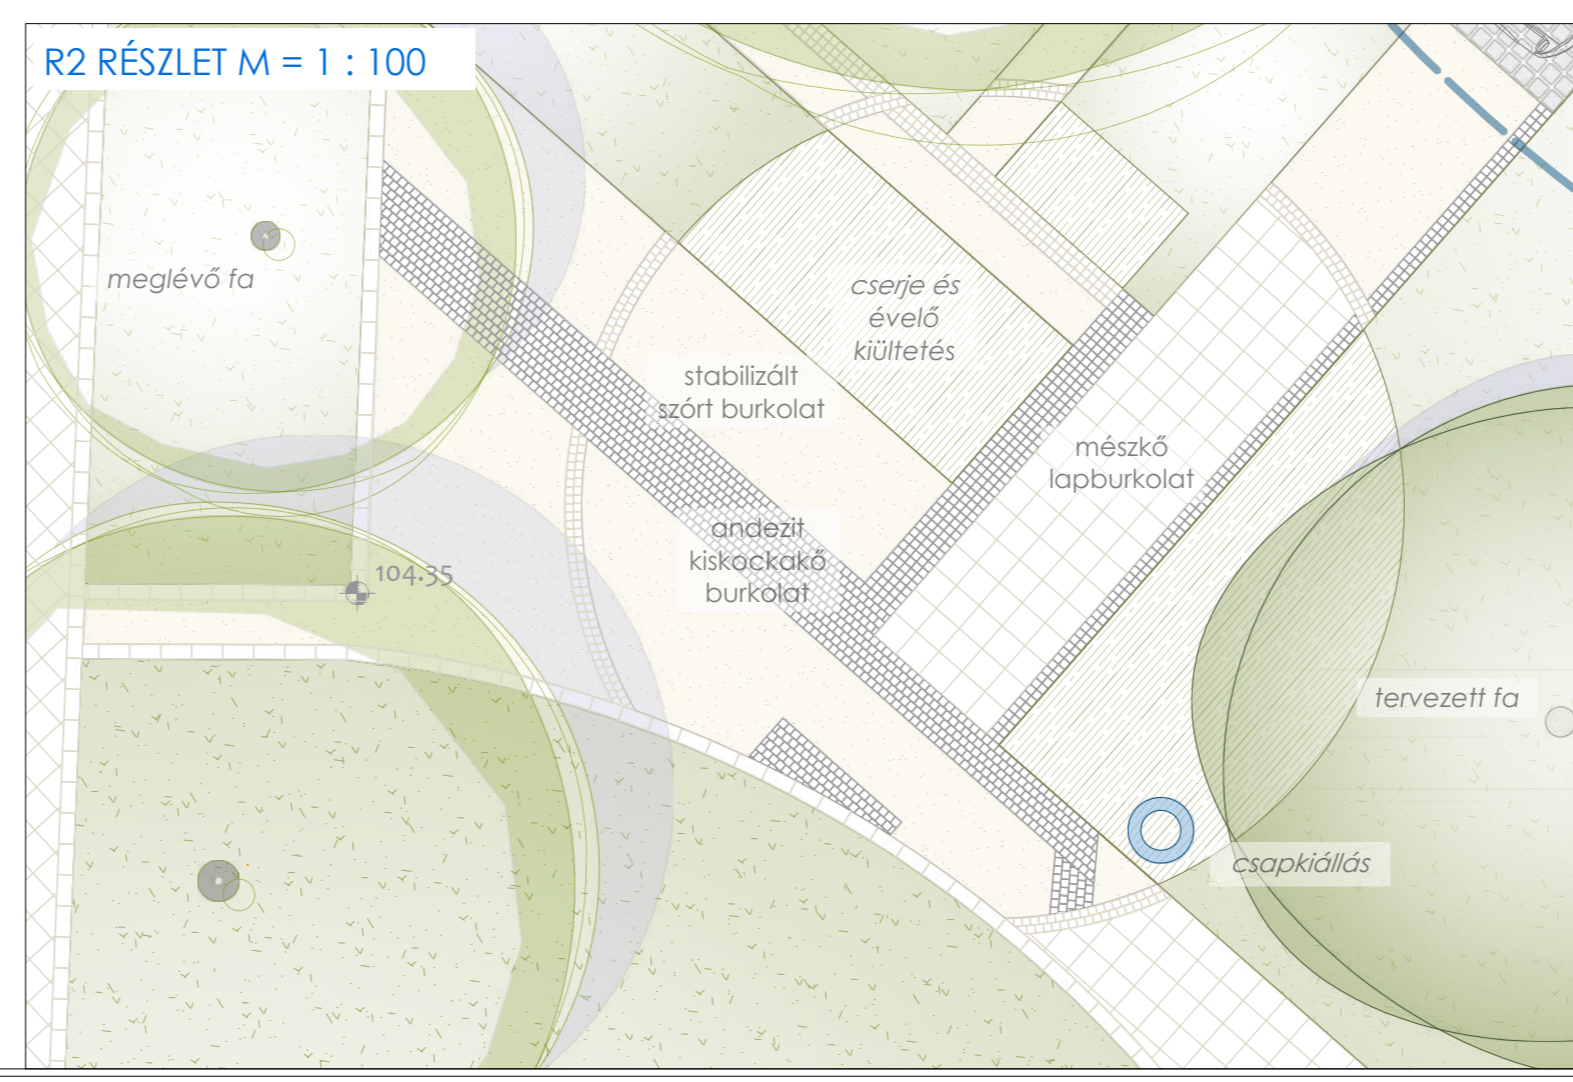 R2 RÉSZLET M = 1 : 100
meglévő fa
cserje és
évelő
kiültetés
stabilizált
szórt burkolat
mészkő
lapburkolat
andezit
kiskockakő
burkolat
104.35
tervezett fa
csapkiállás